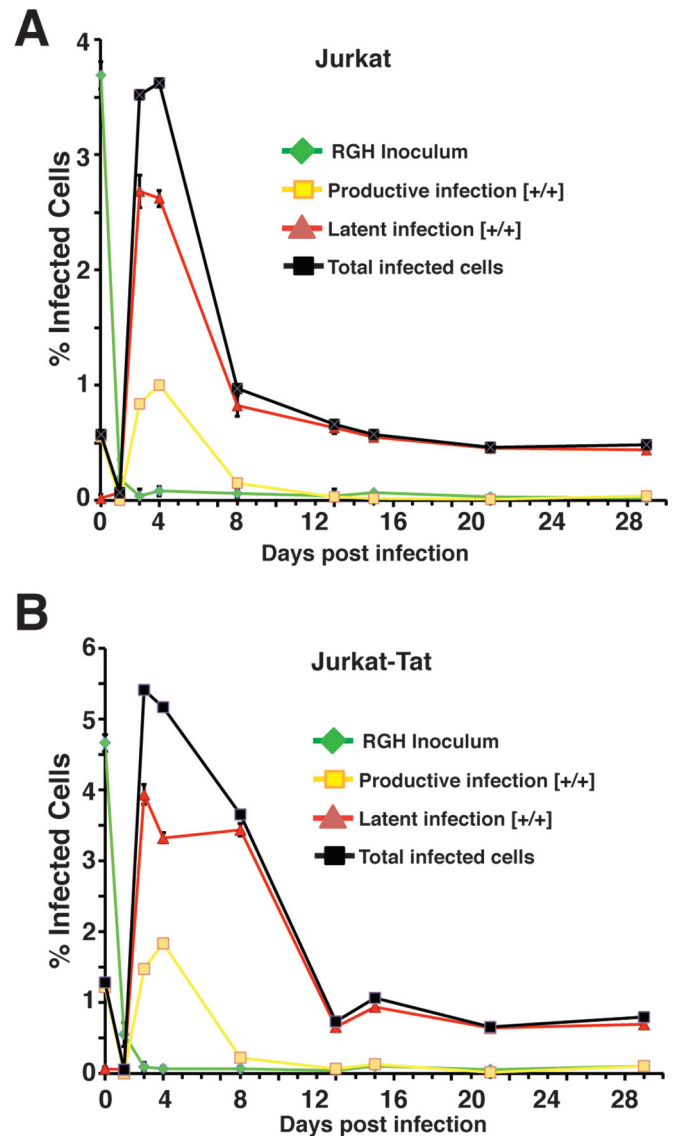 A
Jurkat
4
3
2
1
0
% Infected Cells
RGH Inoculum
Productive infection [+/+]
Latent infection [+/+]
Total infected cells
0 4 8 12 16 20 24 28
Days post infection
B
Jurkat-Tat
6
5
4
3
2
1
0
% Infected Cells
RGH Inoculum
Productive infection [+/+]
Latent infection [+/+]
Total infected cells
0 4 8 12 16 20 24 28
Days post infection